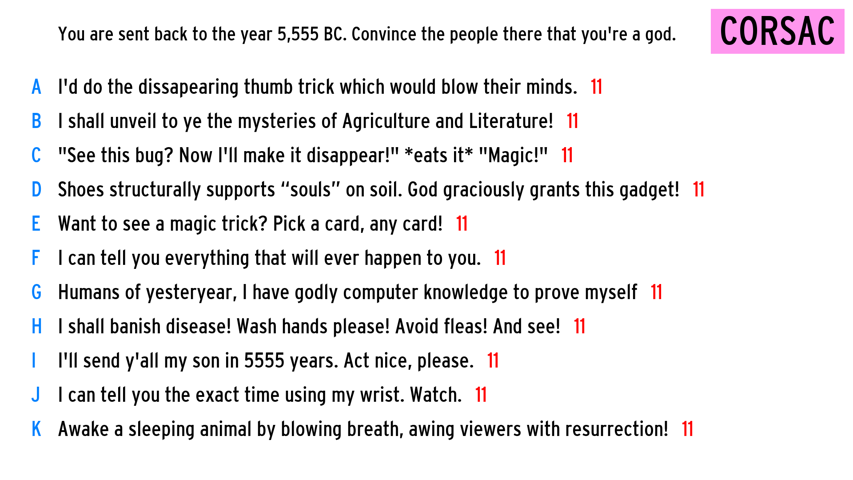 You are sent back to the year 5,555 BC. Convince the people there that you're a god.
CORSAC
A I'd do the dissapearing thumb trick which would blow their minds. 11
B I shall unveil to ye the mysteries of Agriculture and Literature! 11
C "See this bug? Now I'll make it disappear!" *eats it* "Magic!" 11
D Shoes structurally supports “souls” on soil. God graciously grants this gadget! 11
E Want to see a magic trick? Pick a card, any card! 11
F I can tell you everything that will ever happen to you. 11
G Humans of yesteryear, I have godly computer knowledge to prove myself 11
H I shall banish disease! Wash hands please! Avoid fleas! And see! 11
I I'll send y'all my son in 5555 years. Act nice, please. 11
J I can tell you the exact time using my wrist. Watch. 11
K Awake a sleeping animal by blowing breath, awing viewers with resurrection! 11